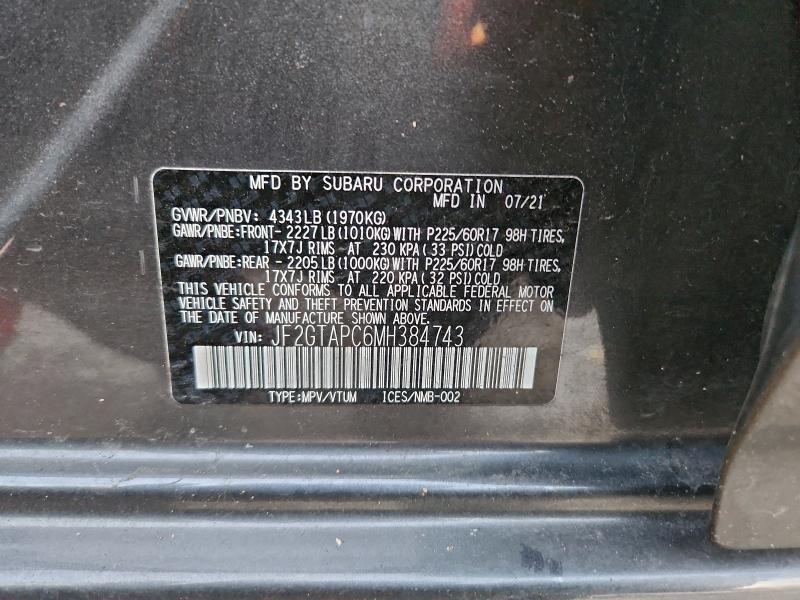 MFD BY SUBARU CORPORATION
MFD IN 07/21
GVWR/PNBV: 4343LB(1970KG)
GAWR/PNBE:FRONT- 2227LB(1010KG)WITH P225/60R17 98H TIRES,
17X7J RIMS AT 230 KPA( 33 PSI)COLD
GAWR/PNBE:REAR - 2205LB(1000KG)WITH P225/60R17 98H TIRES,
17X7J RIMS AT 220 KPA( 32 PSI)COLD
THIS VEHICLE CONFORMS TO ALL APPLICABLE FEDERAL MOTOR
VEHICLE SAFETY AND THEFT PREVENTION STANDARDS IN EFFECT ON
THE DATE OF MANUFACTURE SHOWN ABOVE.
VIN: JF2GTAPC6MH384743
TYPE:MPV/VTUM ICES/NMB-002